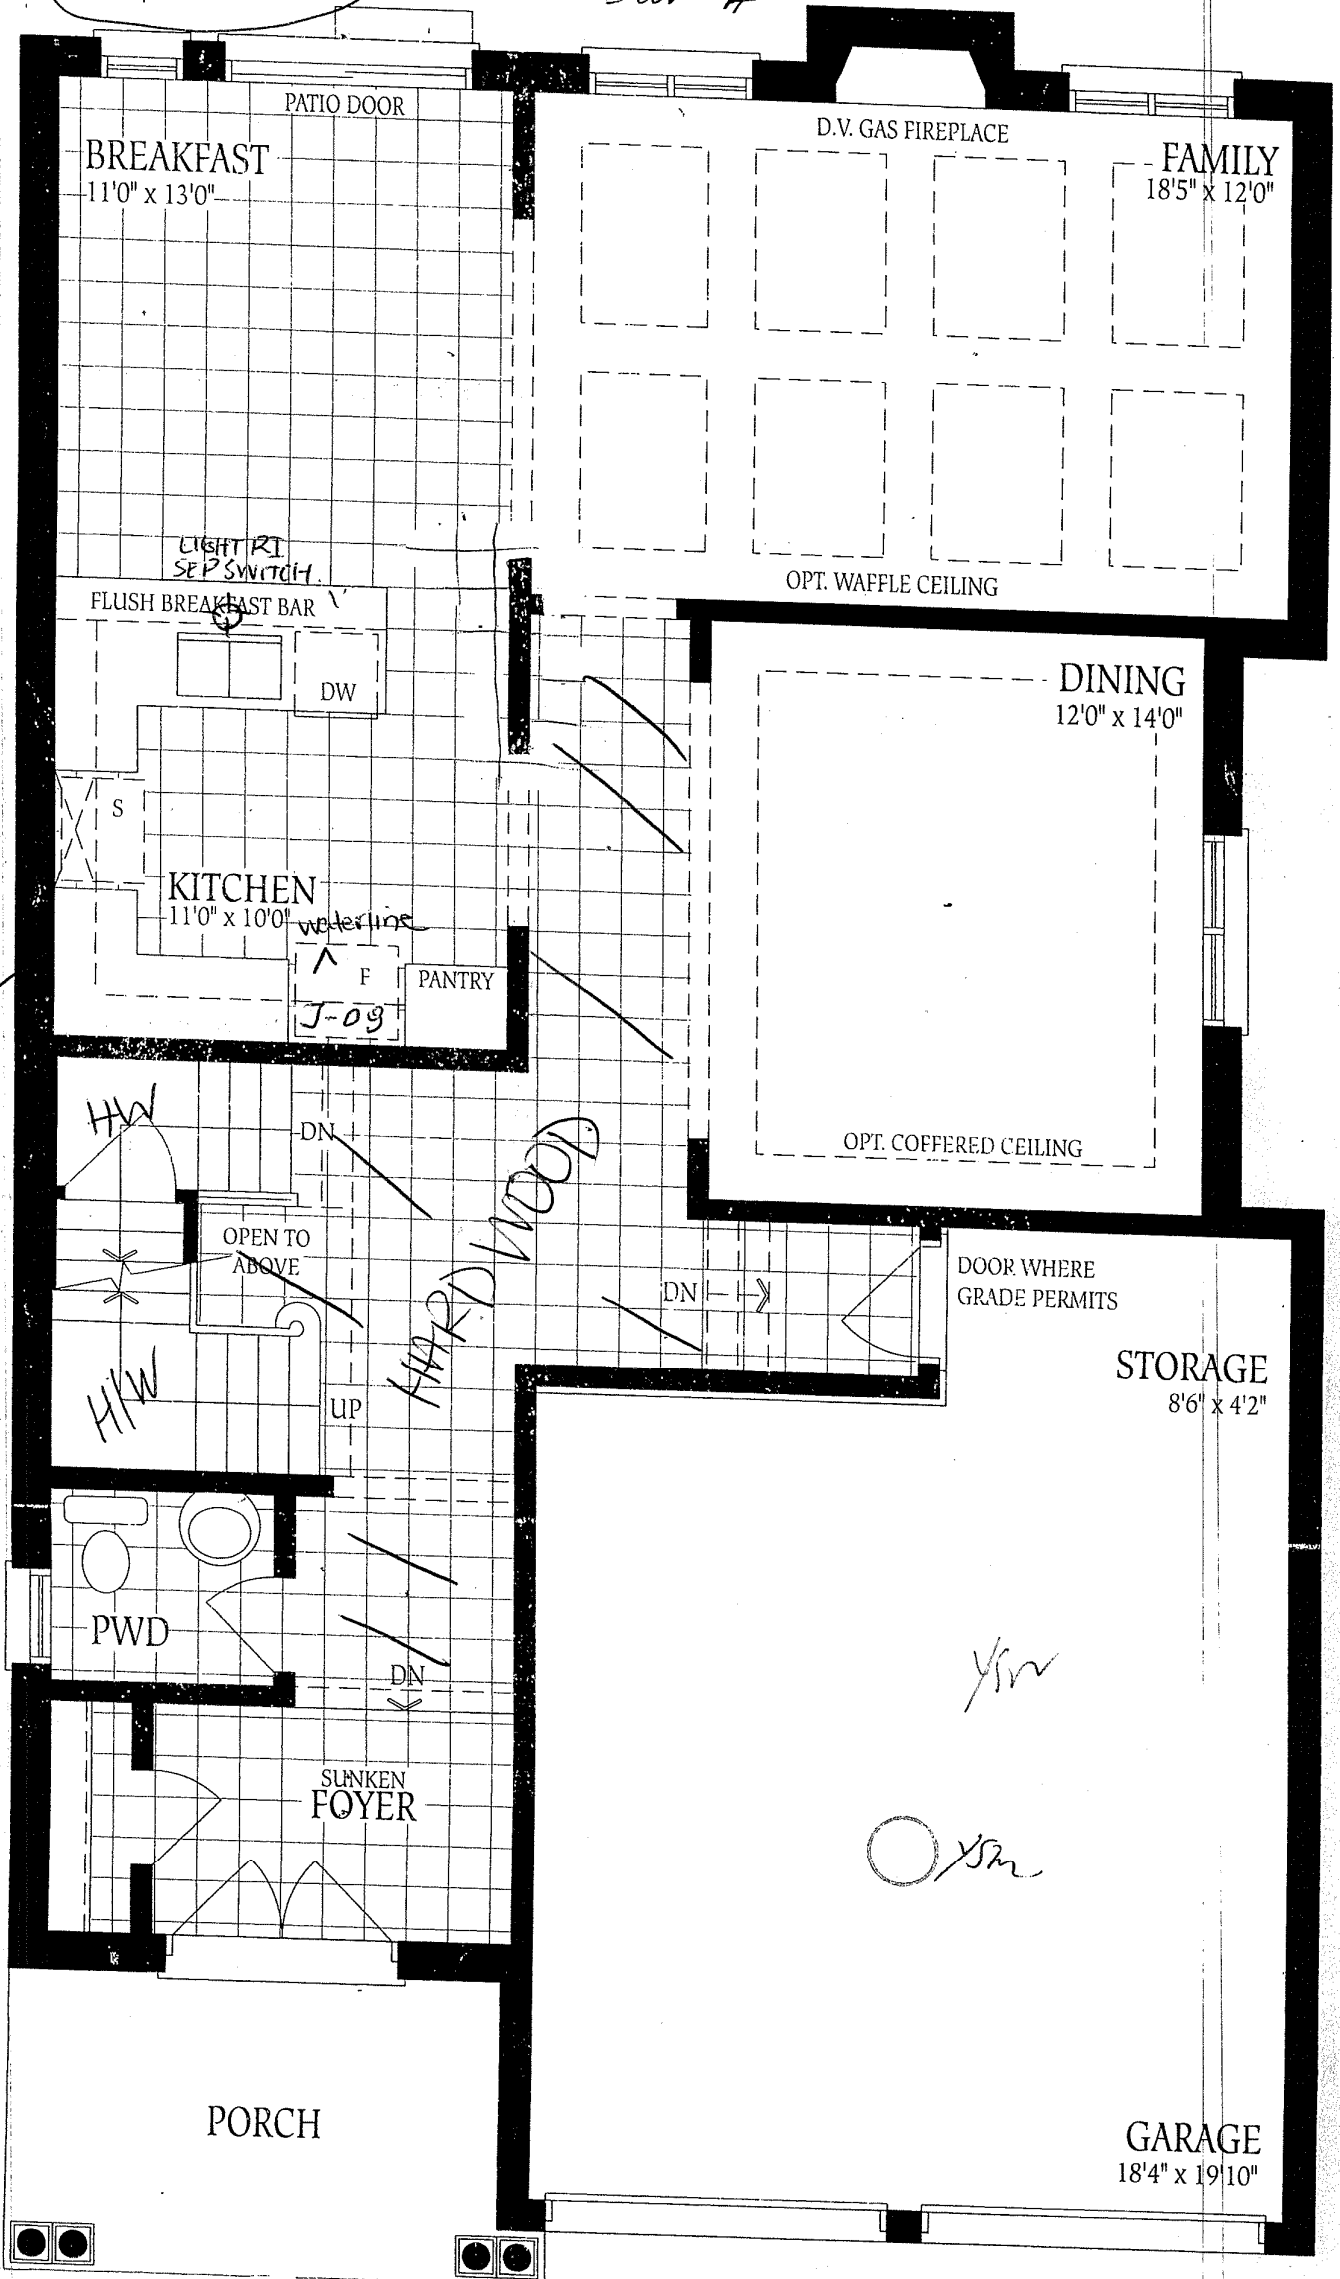 PATIO DOOR
BREAKFAST
11'0" x 13'0"
D.V. GAS FIREPLACE
FAMILY
18'5" x 12'0"
LIGHT RI
SEP SWITCH
FLUSH BREAKFAST BAR
OPT. WAFFLE CEILING
DW
DINING
12'0" x 14'0"
S
KITCHEN
11'0" x 10'0"
waterline
F
PANTRY
J-09
HW
DN
HARDWOOD
OPT. COFFERED CEILING
OPEN TO
ABOVE
DN
DOOR WHERE
GRADE PERMITS
H/W
UP
STORAGE
8'6" x 4'2"
PWD
DN
SUNKEN
FOYER
PORCH
GARAGE
18'4" x 19'10"